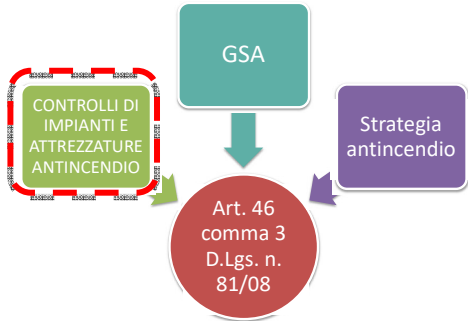 GSA
CONTROLLI DI
IMPIANTI E
ATTREZZATURE
ANTINCENDIO
Strategia
antincendio
Art. 46
comma 3
D.Lgs. n.
81/08